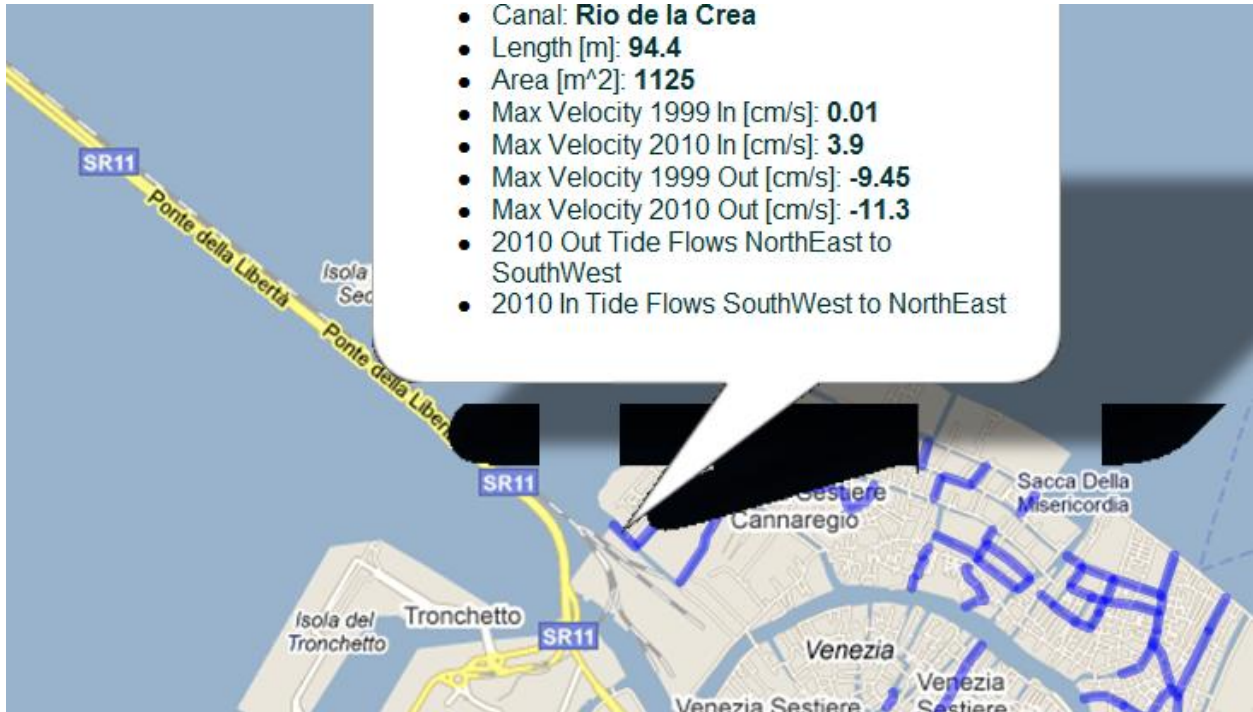 Canal: Rio de la Crea
Length [m]: 94.4
Area [m^2]: 1125
Max Velocity 1999 In [cm/s]: 0.01
Max Velocity 2010 In [cm/s]: 3.9
Max Velocity 1999 Out [cm/s]: -9.45
Max Velocity 2010 Out [cm/s]: -11.3
2010 Out Tide Flows NorthEast to
SouthWest
2010 In Tide Flows SouthWest to NorthEast
SR11
Ponte della Libertà
Isola
Ponte della
SR11
Sestiere
Cannaregio
Sacca Della
Misericordia
Isola del
Tronchetto
Tronchetto
SR11
Venezia
Venezia
Sestiere
Venezia Sestiere